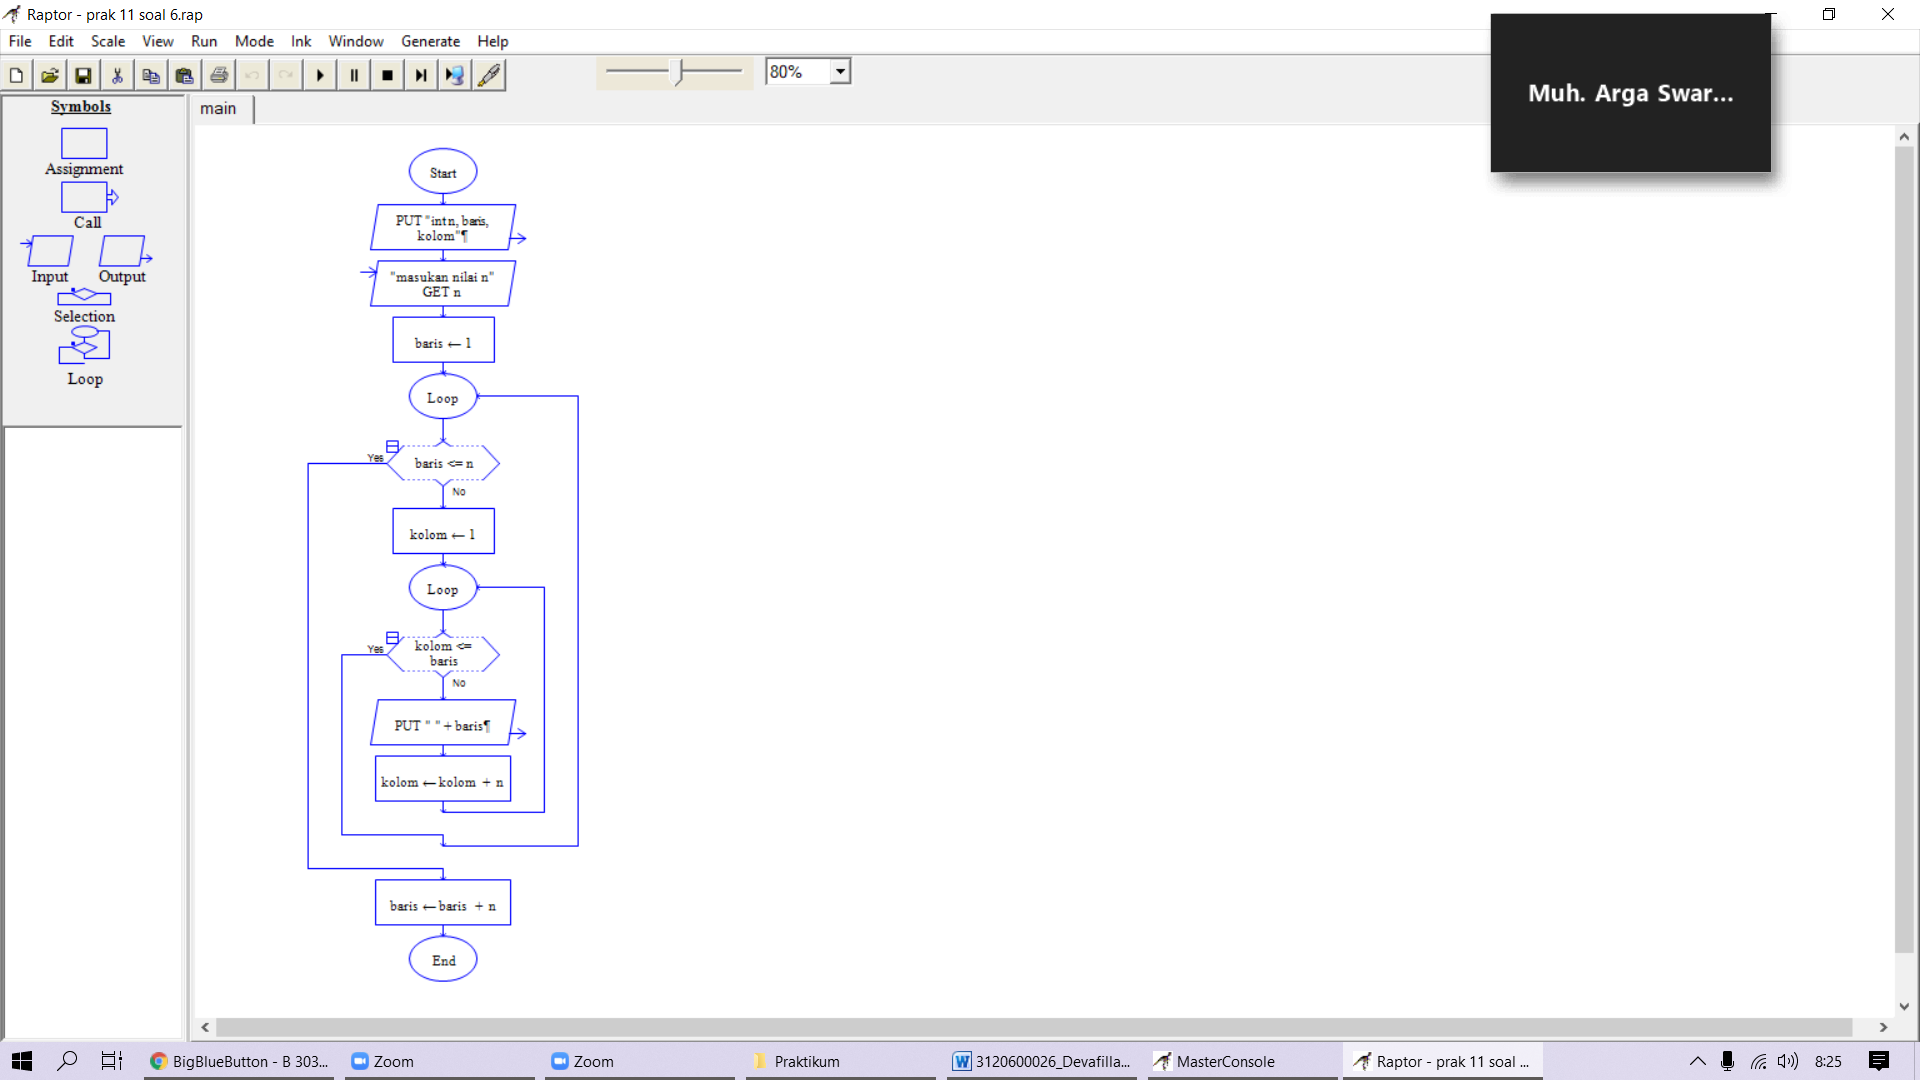 Raptor - prak 11 soal 6.rap
File Edit Scale View Run Mode Ink Window Generate Help
80%
Muh. Arga Swar...
Symbols
Assignment
Call
Input Output
Selection
Loop
main
Start
PUT "int n, baris,
kolom"¶
"masukan nilai n"
GET n
baris ← 1
Loop
Yes
baris <= n
No
kolom ← 1
Loop
Yes
kolom <=
baris
No
PUT " " + baris¶
kolom ← kolom + n
baris ← baris + n
End
BigBlueButton - B 303...
Zoom
Zoom
Praktikum
3120600026_Devafilla...
MasterConsole
Raptor - prak 11 soal ...
8:25